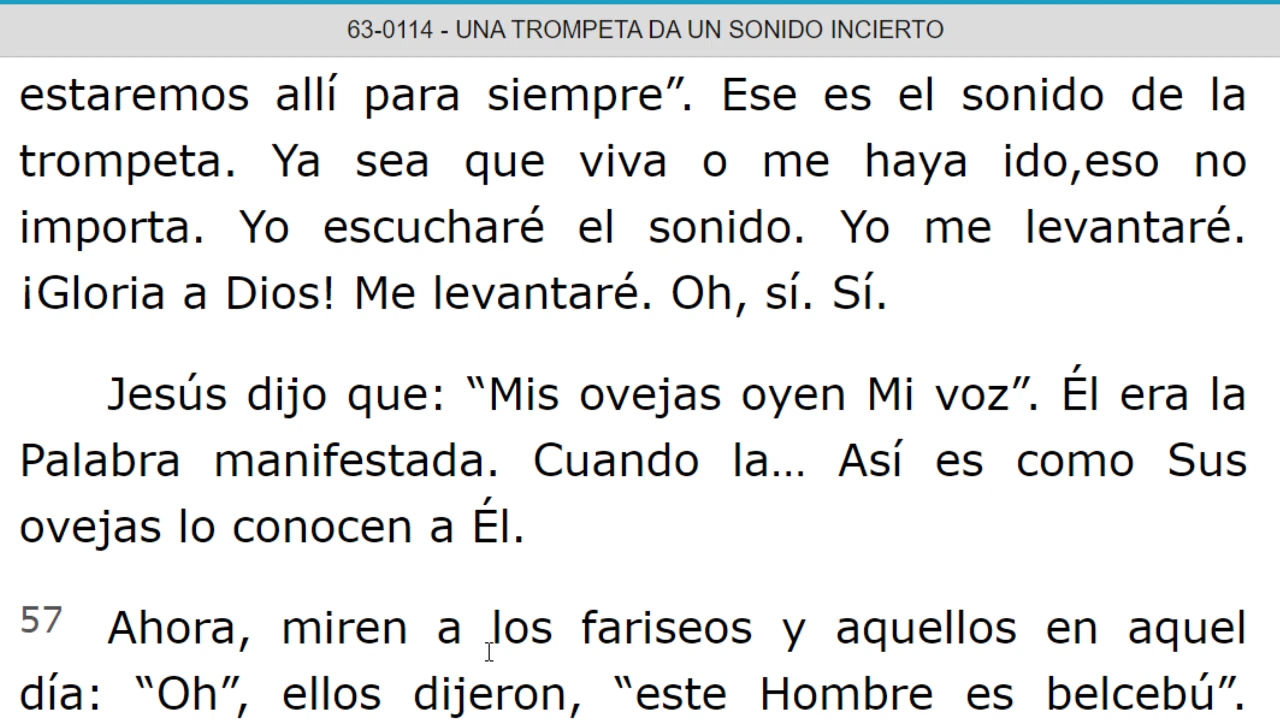 63-0114 - UNA TROMPETA DA UN SONIDO INCIERTO
estaremos allí para siempre”. Ese es el sonido de la
trompeta. Ya sea que viva o me haya ido,eso no
importa. Yo escucharé el sonido. Yo me levantaré.
¡Gloria a Dios! Me levantaré. Oh, sí. Sí.
Jesús dijo que: “Mis ovejas oyen Mi voz”. Él era la
Palabra manifestada. Cuando la… Así es como Sus
ovejas lo conocen a Él.
57 Ahora, miren a los fariseos y aquellos en aquel
día: “Oh”, ellos dijeron, “este Hombre es belcebú”.